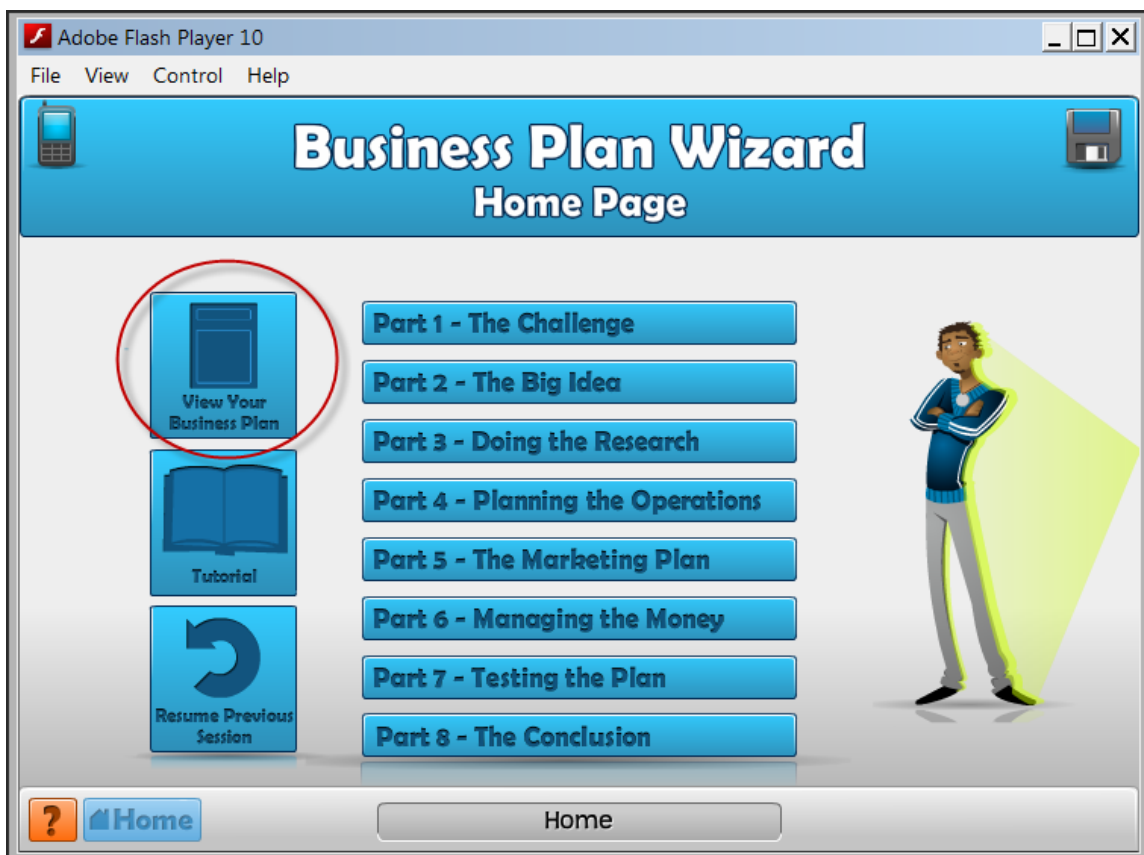 Adobe Flash Player 10
File View Control Help
Business Plan Wizard
Home Page
View Your
Business Plan
Tutorial
Resume Previous
Session
Part 1 - The Challenge
Part 2 - The Big Idea
Part 3 - Doing the Research
Part 4 - Planning the Operations
Part 5 - The Marketing Plan
Part 6 - Managing the Money
Part 7 - Testing the Plan
Part 8 - The Conclusion
? Home
Home